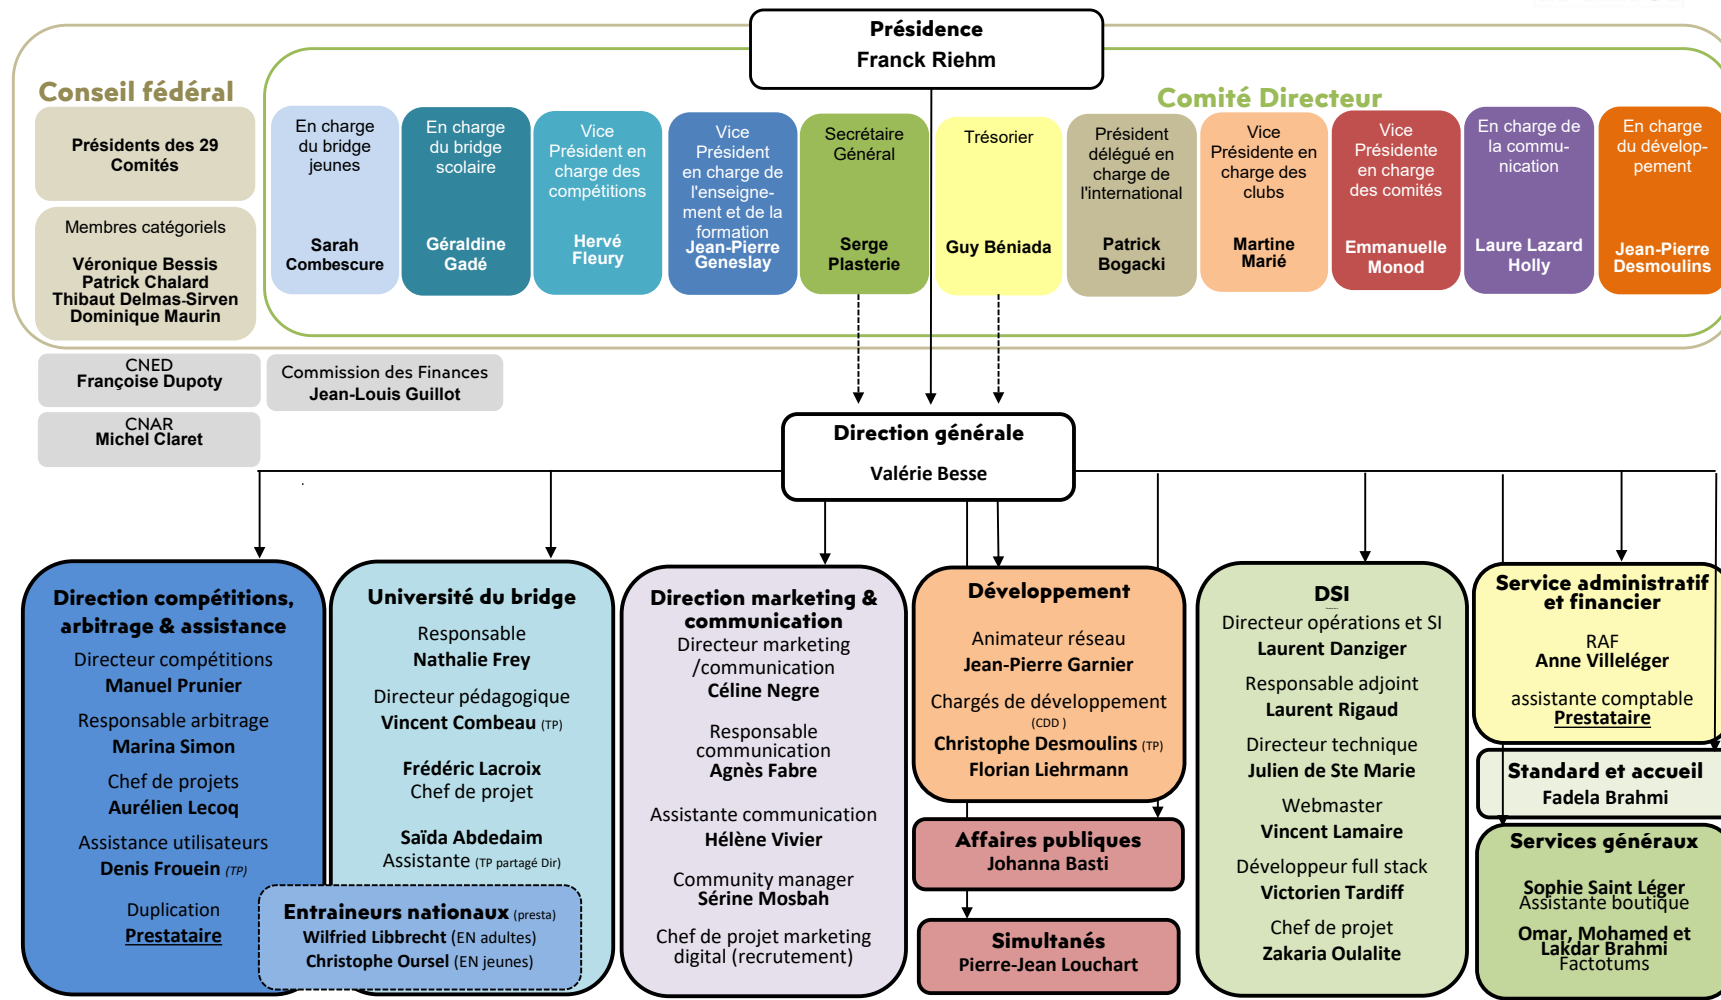 Présidence
Franck Riehm
Conseil fédéral
Présidents des 29
Comités
Membres catégoriels
Véronique Bessis
Patrick Chalard
Thibaut Delmas-Sirven
Dominique Maurin
Comité Directeur
En charge
du bridge
jeunes
Sarah
Combescure
En charge
du bridge
scolaire
Géraldine
Gadé
Vice
Président en
charge des
compétitions
Hervé
Fleury
Vice
Président
en charge de
l'enseigne-
ment et de la
formation
Jean-Pierre
Geneslay
Secrétaire
Général
Serge
Plasterie
Trésorier
Guy Béniada
Président
délégué en
charge de
l'international
Patrick
Bogacki
Vice
Présidente en
charge des
clubs
Martine
Marié
Vice
Présidente
en charge
des comités
Emmanuelle
Monod
En charge de
la commu-
nication
Laure Lazard
Holly
En charge
du dévelop-
pement
Jean-Pierre
Desmoulins
CNED
Françoise Dupoty
Commission des Finances
Jean-Louis Guillot
CNAR
Michel Claret
Direction générale
Valérie Besse
Direction compétitions,
arbitrage & assistance
Directeur compétitions
Manuel Prunier
Responsable arbitrage
Marina Simon
Chef de projets
Aurélien Lecoq
Assistance utilisateurs
Denis Frouein (TP)
Duplication
Prestataire
Université du bridge
Responsable
Nathalie Frey
Directeur pédagogique
Vincent Combeau (TP)
Frédéric Lacroix
Chef de projet
Saïda Abdedaim
Assistante (TP partagé Dir)
Entraineurs nationaux (presta)
Wilfried Libbrecht (EN adultes)
Christophe Oursel (EN jeunes)
Direction marketing &
communication
Directeur marketing
/communication
Céline Negre
Responsable
communication
Agnès Fabre
Assistante communication
Hélène Vivier
Community manager
Sérine Mosbah
Chef de projet marketing
digital (recrutement)
Développement
Animateur réseau
Jean-Pierre Garnier
Chargés de développement
(CDD )
Christophe Desmoulins (TP)
Florian Liehrmann
Affaires publiques
Johanna Basti
Simultanés
Pierre-Jean Louchart
DSI
Directeur opérations et SI
Laurent Danziger
Responsable adjoint
Laurent Rigaud
Directeur technique
Julien de Ste Marie
Webmaster
Vincent Lamaire
Développeur full stack
Victorien Tardiff
Chef de projet
Zakaria Oulalite
Service administratif
et financier
RAF
Anne Villeléger
assistante comptable
Prestataire
Standard et accueil
Fadela Brahmi
Services généraux
Sophie Saint Léger
Assistante boutique
Omar, Mohamed et
Lakdar Brahmi
Factotums